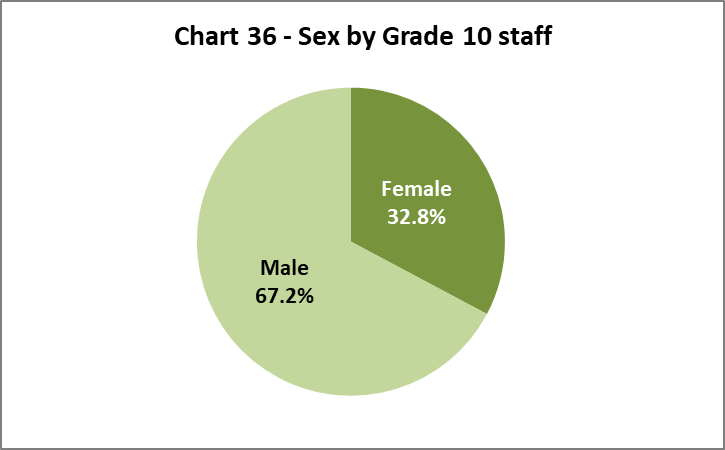 Chart 36 - Sex by Grade 10 staff
Female
32.8%
Male
67.2%